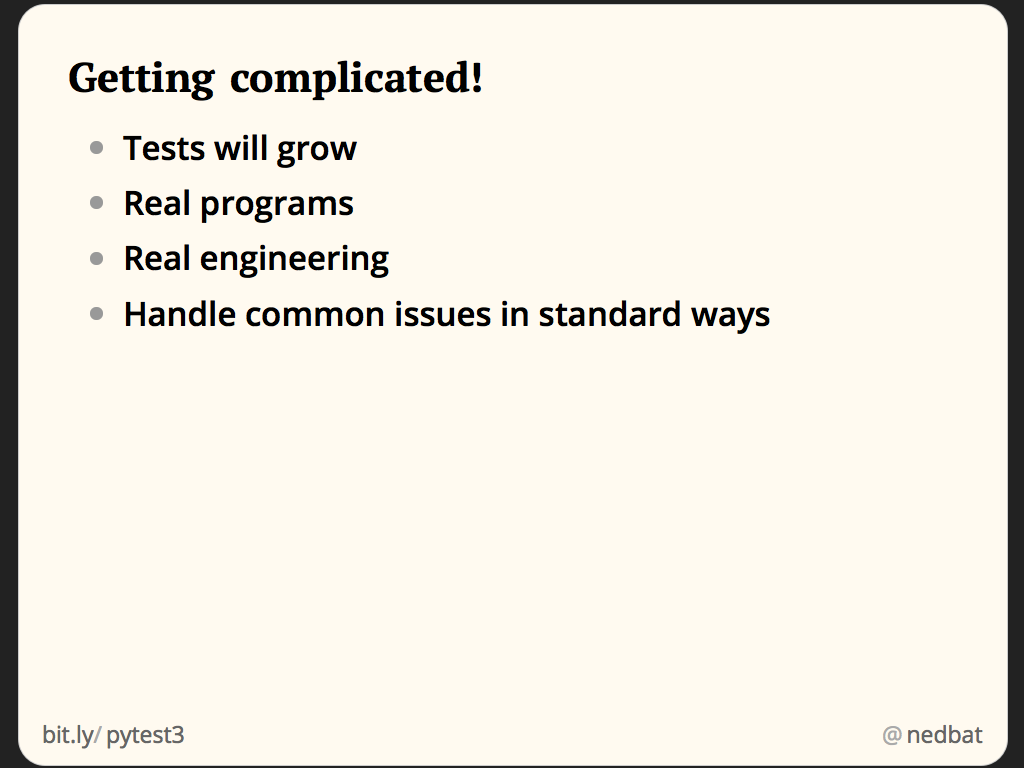 Getting complicated!
Tests will grow
Real programs
Real engineering
Handle common issues in standard ways
bit.ly/pytest3
@nedbat